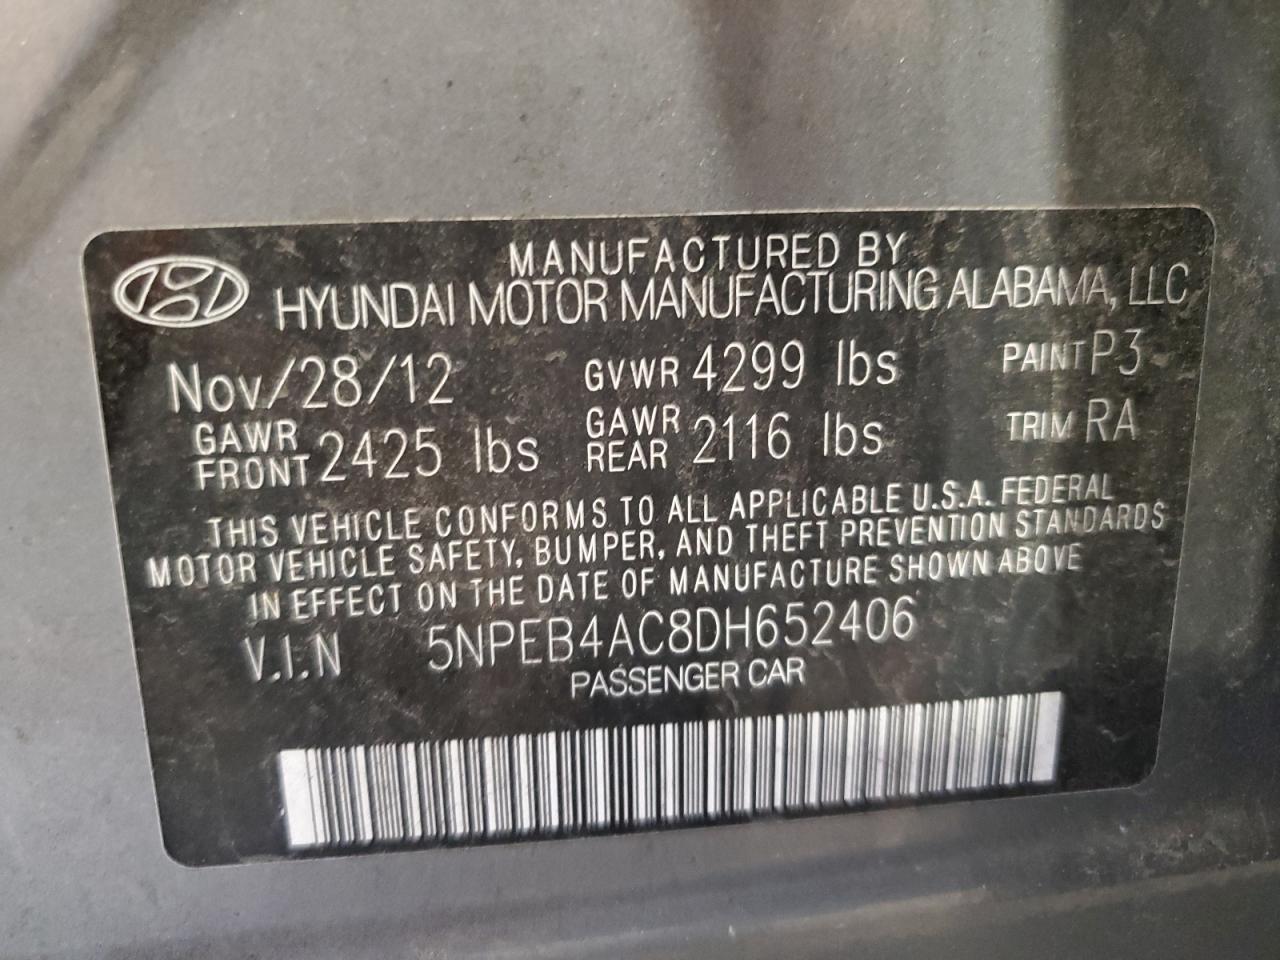 MANUFACTURED BY
HYUNDAI MOTOR MANUFACTURING ALABAMA, LLC
Nov/28/12 GVWR 4299 lbs PAINT P3
GAWR FRONT 2425 lbs GAWR REAR 2116 lbs TRIM RA
THIS VEHICLE CONFORMS TO ALL APPLICABLE U.S.A. FEDERAL
MOTOR VEHICLE SAFETY, BUMPER, AND THEFT PREVENTION STANDARDS
IN EFFECT ON THE DATE OF MANUFACTURE SHOWN ABOVE
V.I.N 5NPEB4AC8DH652406
PASSENGER CAR